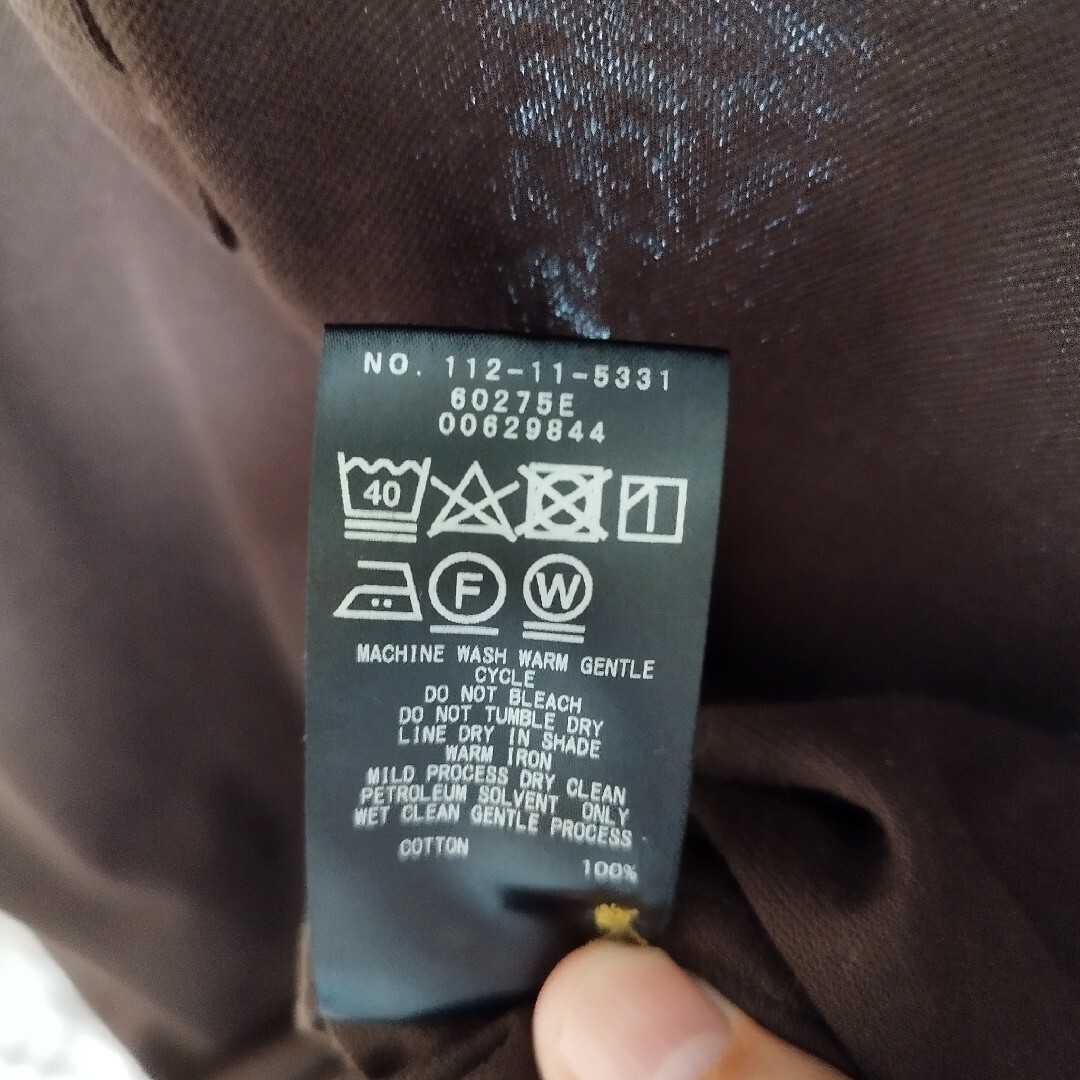 NO. 112-11-5331
60275E
00629844
40
F W
MACHINE WASH WARM GENTLE
CYCLE
DO NOT BLEACH
DO NOT TUMBLE DRY
LINE DRY IN SHADE
WARM IRON
MILD PROCESS DRY CLEAN
PETROLEUM SOLVENT ONLY
WET CLEAN GENTLE PROCESS
COTTON 100%